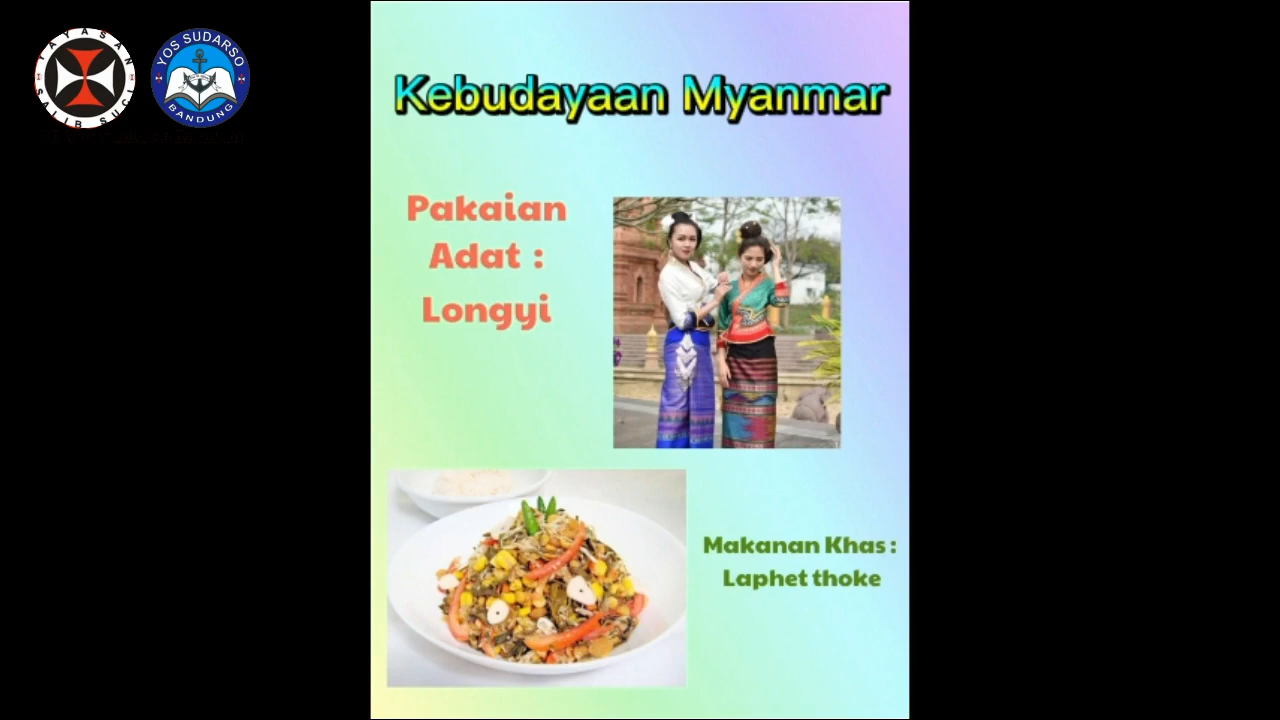 YAYASAN
SALIB SUCI
YOS SUDARSO
BANDUNG
Kebudayaan Myanmar
Pakaian
Adat :
Longyi
Makanan Khas :
Laphet thoke